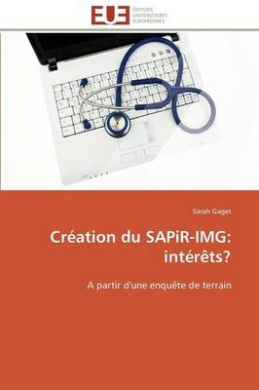 EUE
ÉDITIONS
UNIVERSITAIRES
EUROPÉENNES
Sarah Gaget
Création du SAPiR-IMG:
intérêts?
A partir d'une enquête de terrain